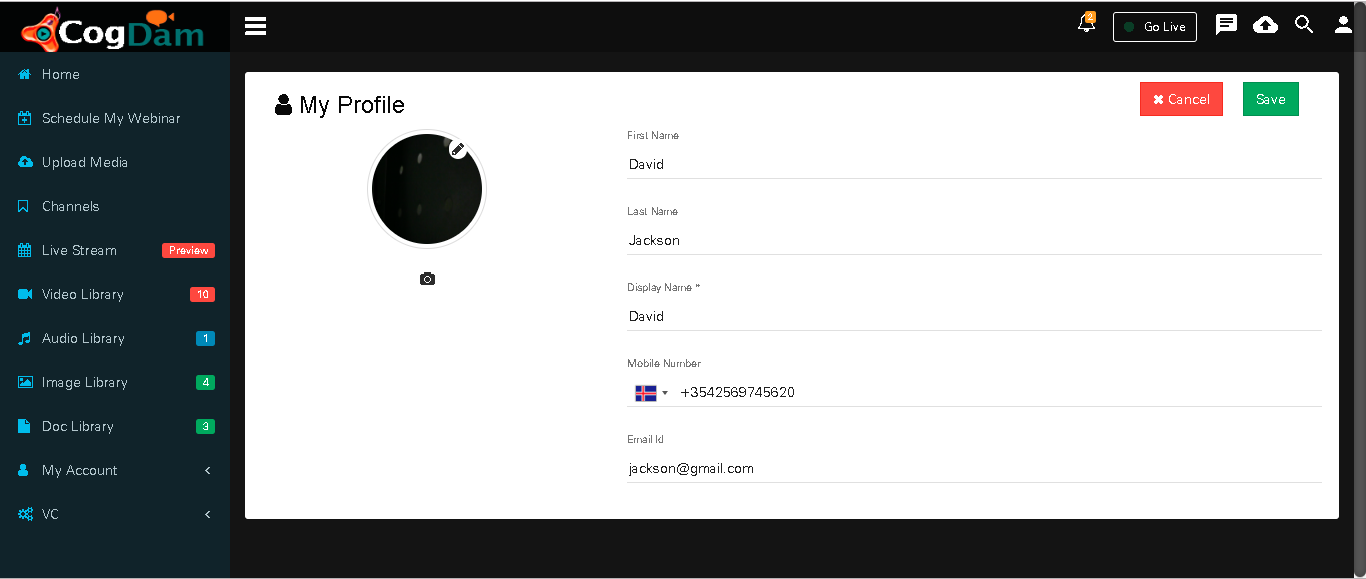 CogDam
2
Go Live
Home
Schedule My Webinar
Upload Media
Channels
Live Stream Preview
Video Library 10
Audio Library 1
Image Library 4
Doc Library 3
My Account
VC
My Profile
Cancel
Save
First Name
David
Last Name
Jackson
Display Name *
David
Mobile Number
+3542569745620
Email Id
jackson@gmail.com